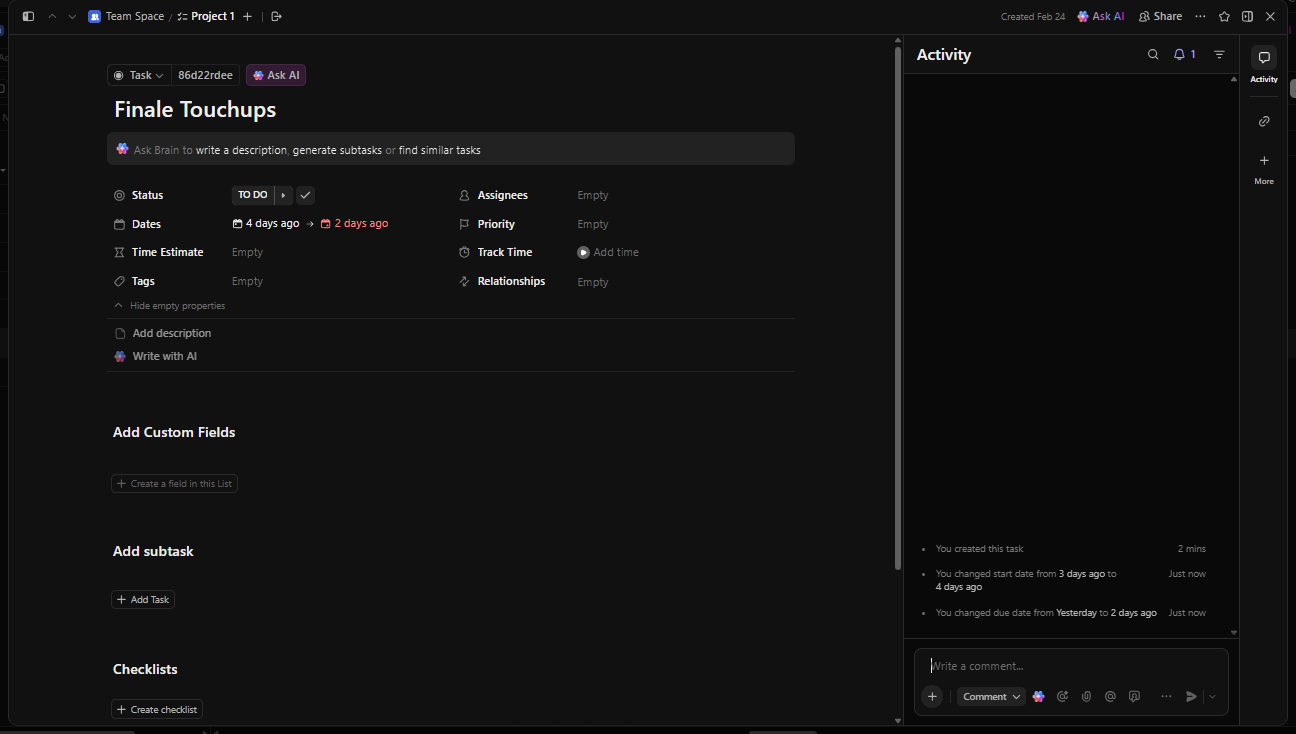 Team Space / Project 1
Created Feb 24
Ask AI
Share
Task
86d22rdee
Ask AI
Finale Touchups
Ask Brain to write a description, generate subtasks or find similar tasks
Status
TO DO
Assignees
Empty
Dates
4 days ago → 2 days ago
Priority
Empty
Time Estimate
Empty
Track Time
Add time
Tags
Empty
Relationships
Empty
Hide empty properties
Add description
Write with AI
Add Custom Fields
+ Create a field in this List
Add subtask
+ Add Task
Checklists
+ Create checklist
Activity
1
You created this task
2 mins
You changed start date from 3 days ago to
4 days ago
Just now
You changed due date from Yesterday to 2 days ago
Just now
Write a comment...
Comment
Activity
More